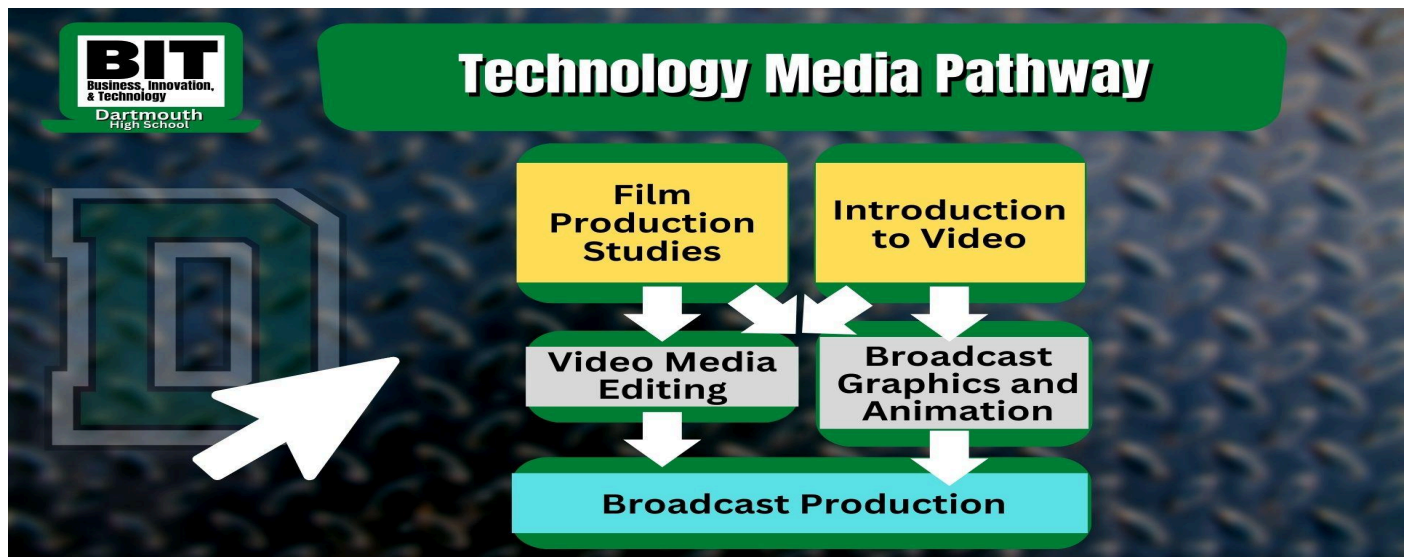 BIT
Business, Innovation,
& Technology
Dartmouth
High School
Technology Media Pathway
Film
Production
Studies
Introduction
to Video
Video Media
Editing
Broadcast
Graphics and
Animation
Broadcast Production
D